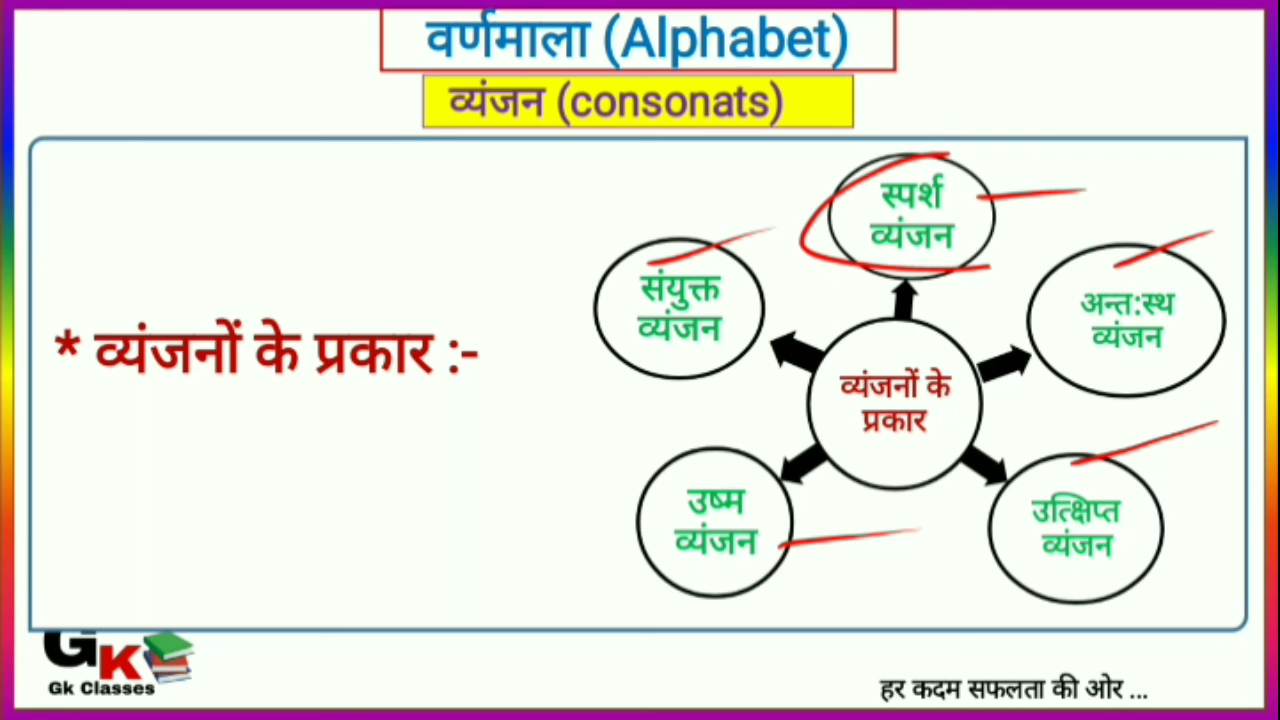 वर्णमाला (Alphabet)
व्यंजन (consonats)
* व्यंजनों के प्रकार :-
स्पर्श
व्यंजन
संयुक्त
व्यंजन
अन्त:स्थ
व्यंजन
व्यंजनों के
प्रकार
उष्म
व्यंजन
उत्क्षिप्त
व्यंजन
GK
Gk Classes
हर कदम सफलता की ओर ...